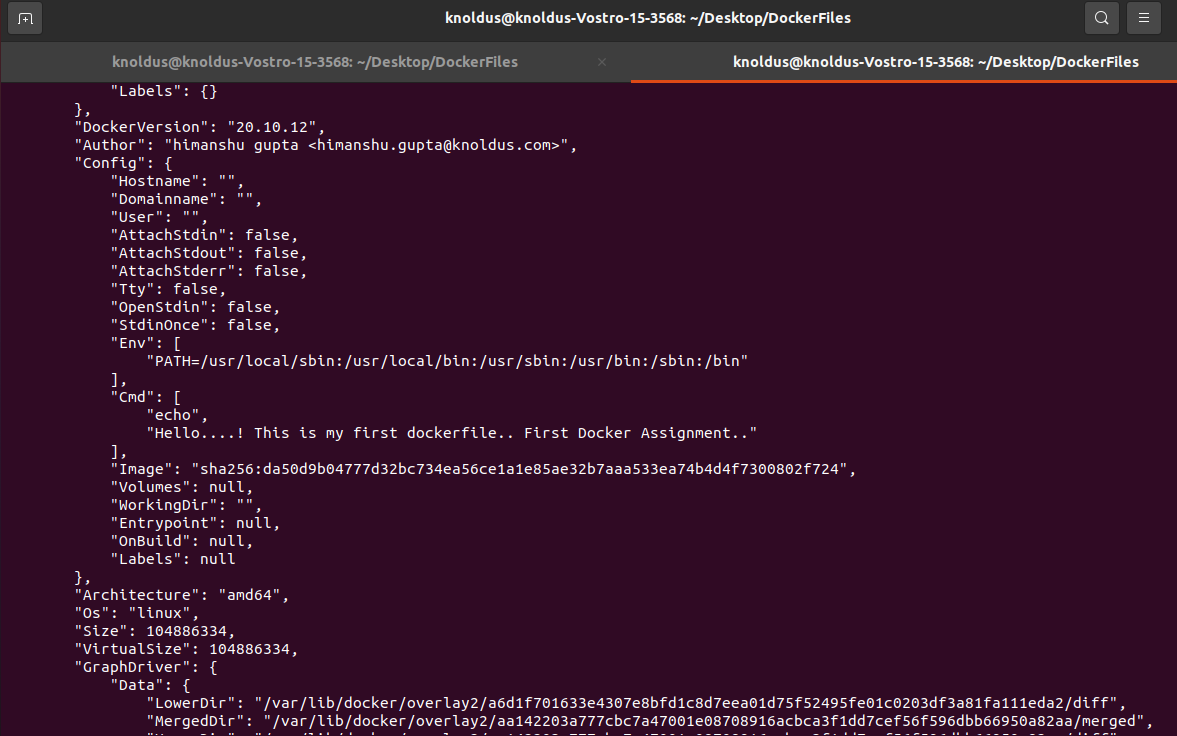 knoldus@knoldus-Vostro-15-3568: ~/Desktop/DockerFiles
knoldus@knoldus-Vostro-15-3568: ~/Desktop/DockerFiles × knoldus@knoldus-Vostro-15-3568: ~/Desktop/DockerFiles
"Labels": {}
},
"DockerVersion": "20.10.12",
"Author": "himanshu gupta <himanshu.gupta@knoldus.com>",
"Config": {
"Hostname": "",
"Domainname": "",
"User": "",
"AttachStdin": false,
"AttachStdout": false,
"AttachStderr": false,
"Tty": false,
"OpenStdin": false,
"StdinOnce": false,
"Env": [
"PATH=/usr/local/sbin:/usr/local/bin:/usr/sbin:/usr/bin:/sbin:/bin"
],
"Cmd": [
"echo",
"Hello....! This is my first dockerfile.. First Docker Assignment.."
],
"Image": "sha256:da50d9b04777d32bc734ea56ce1a1e85ae32b7aaa533ea74b4d4f7300802f724",
"Volumes": null,
"WorkingDir": "",
"Entrypoint": null,
"OnBuild": null,
"Labels": null
},
"Architecture": "amd64",
"Os": "linux",
"Size": 104886334,
"VirtualSize": 104886334,
"GraphDriver": {
"Data": {
"LowerDir": "/var/lib/docker/overlay2/a6d1f701633e4307e8bfd1c8d7eea01d75f52495fe01c0203df3a81fa111eda2/diff",
"MergedDir": "/var/lib/docker/overlay2/aa142203a777cbc7a47001e08708916acbca3f1dd7cef56f596dbb66950a82aa/merged",